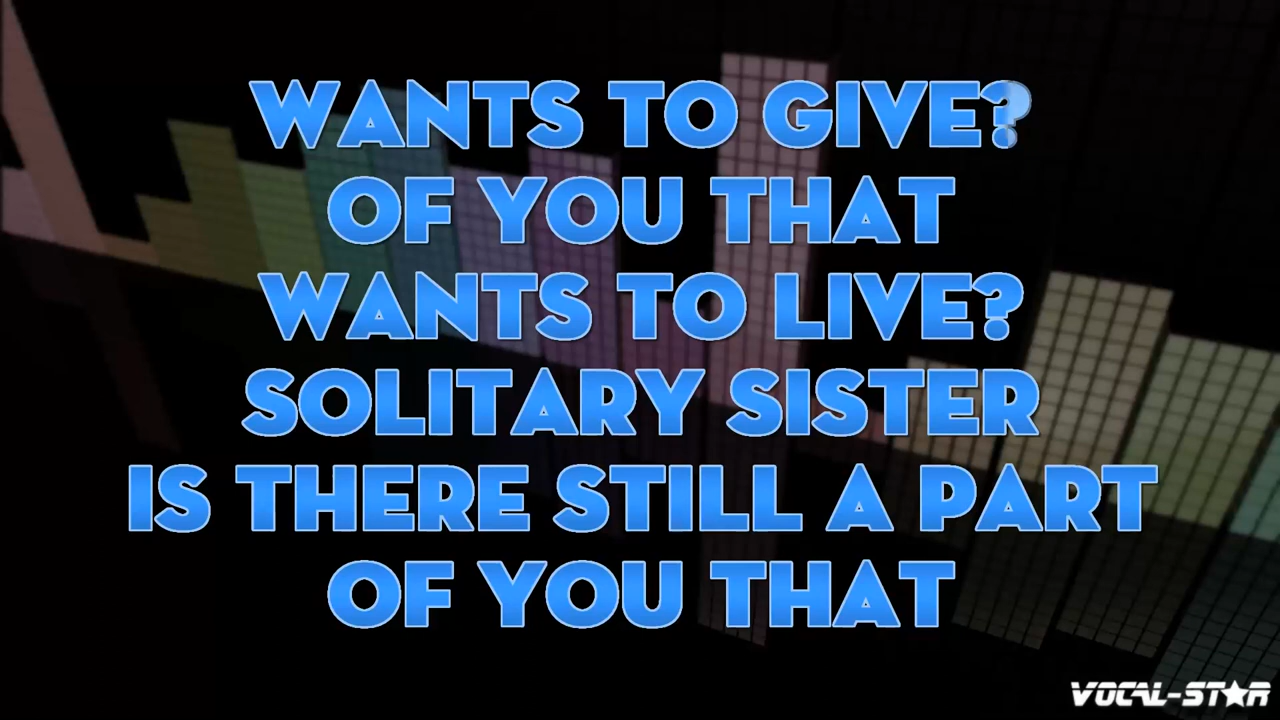 WANTS TO GIVE?
OF YOU THAT
WANTS TO LIVE?
SOLITARY SISTER
IS THERE STILL A PART
OF YOU THAT
VOCAL-STAR